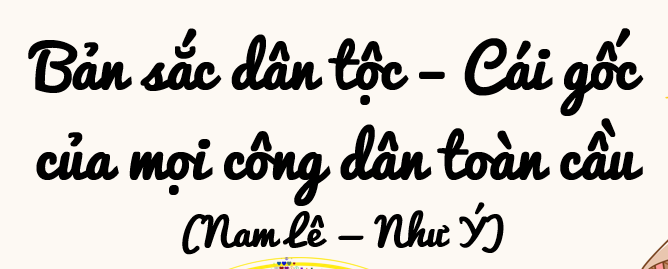 Bản sắc dân tộc – Cái gốc
của mọi công dân toàn cầu
(Nam Lê – Như Ý)